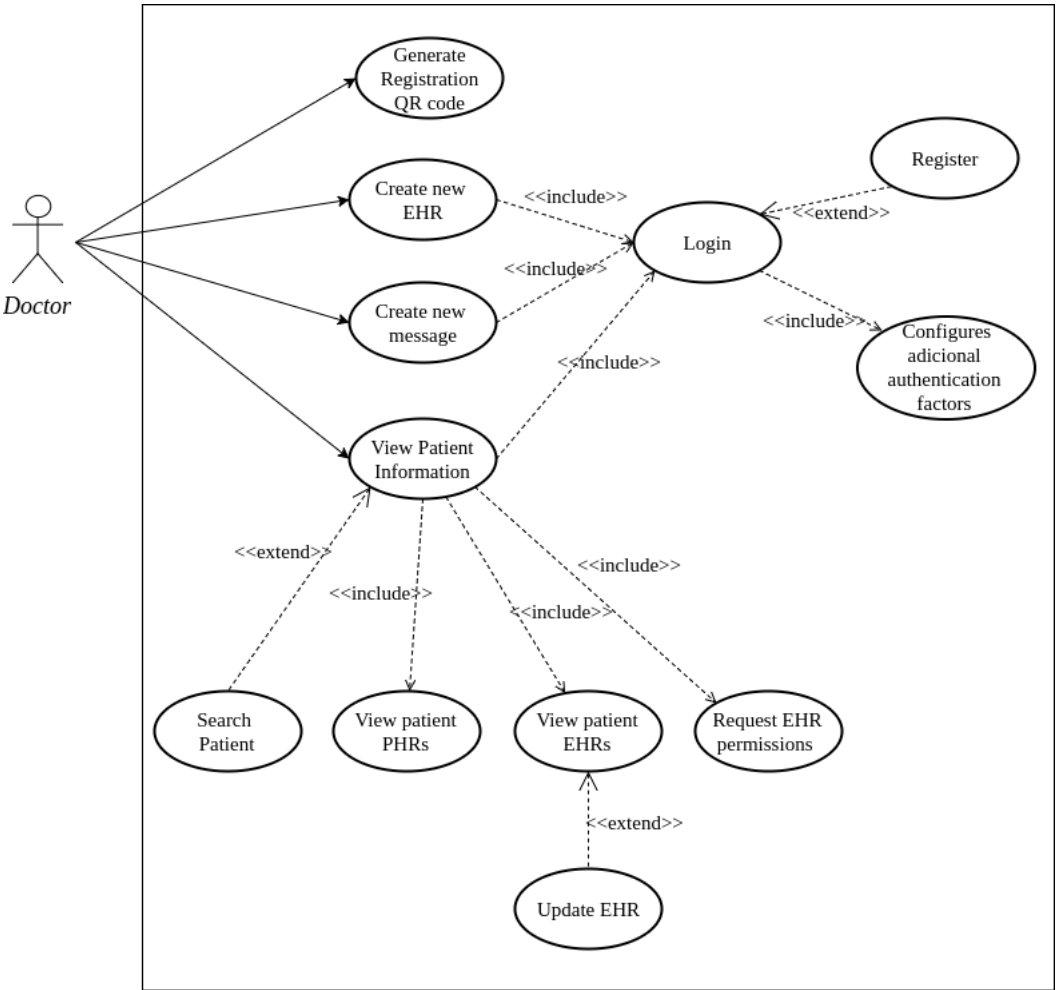 Generate
Registration
QR code
Create new
EHR
<<include>>
Register
<<extend>>
Login
Doctor
<<include>>
Create new
message
<<include>>
Configures
adicional
authentication
factors
<<include>>
View Patient
Information
<<extend>>
<<include>>
<<include>>
<<include>>
Search
Patient
View patient
PHRs
View patient
EHRs
Request EHR
permissions
<<extend>>
Update EHR